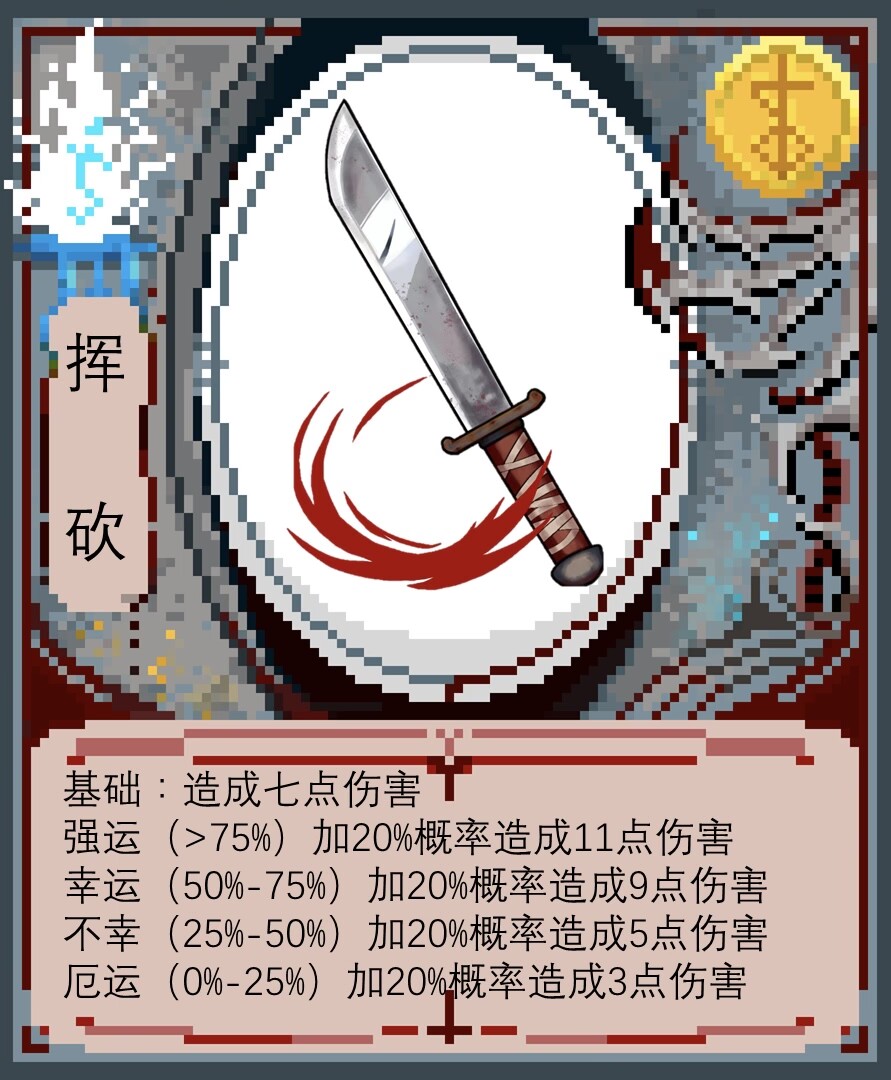 挥砍
基础：造成七点伤害
强运（>75%）加20%概率造成11点伤害
幸运（50%-75%）加20%概率造成9点伤害
不幸（25%-50%）加20%概率造成5点伤害
厄运（0%-25%）加20%概率造成3点伤害